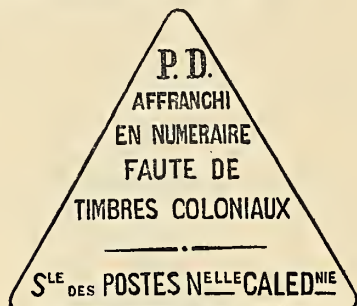 P.D.
AFFRANCHI
EN NUMERAIRE
FAUTE DE
TIMBRES COLONIAUX
SLE DES POSTES NELLE CALEDNIE